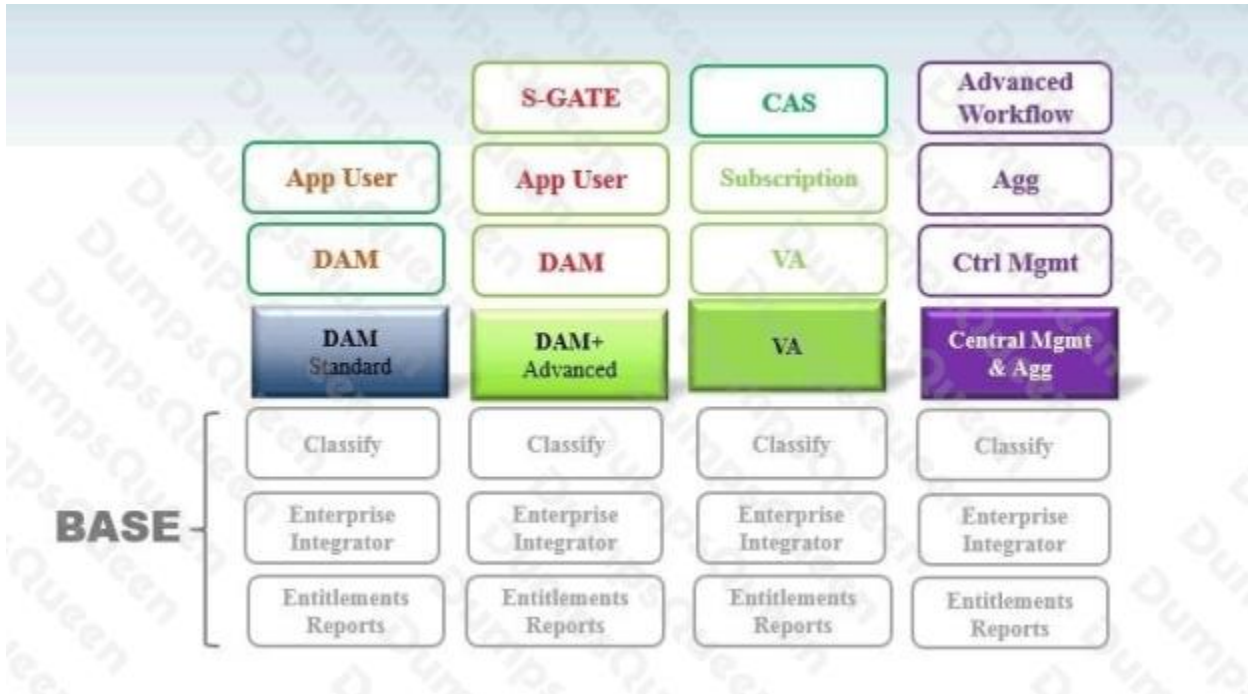 S-GATE
CAS
Advanced
Workflow
App User
App User
Subscription
Agg
DAM
DAM
VA
Ctrl Mgmt
DAM
Standard
DAM+
Advanced
VA
Central Mgmt
& Agg
BASE
Classify
Classify
Classify
Classify
Enterprise
Integrator
Enterprise
Integrator
Enterprise
Integrator
Enterprise
Integrator
Entitlements
Reports
Entitlements
Reports
Entitlements
Reports
Entitlements
Reports
DumpsQueen